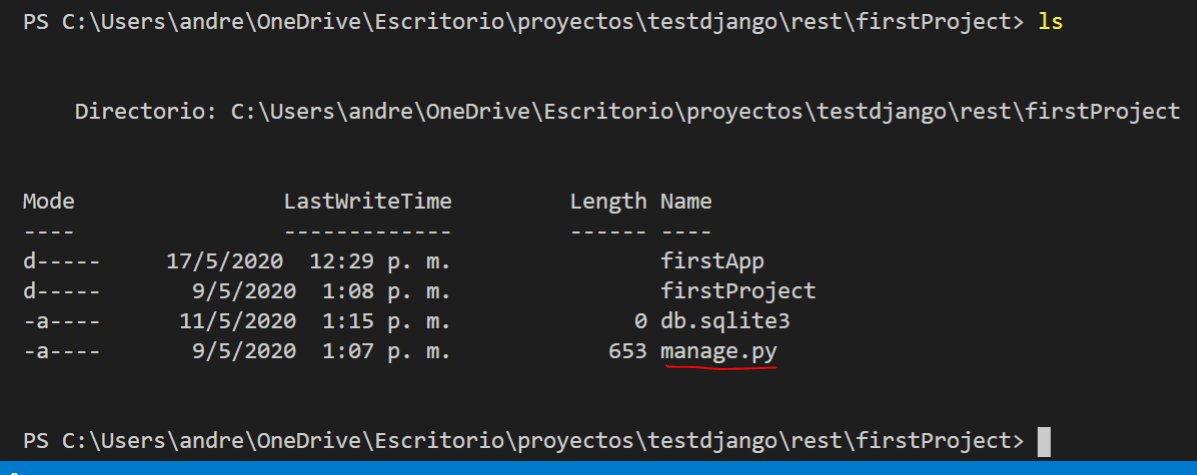 PS C:\Users\andre\OneDrive\Escritorio\proyectos\testdjango\rest\firstProject> ls
Directorio: C:\Users\andre\OneDrive\Escritorio\proyectos\testdjango\rest\firstProject
Mode                LastWriteTime         Length Name
----                -------------         ------ ----
d-----     17/5/2020  12:29 p. m.                firstApp
d-----       9/5/2020  1:08 p. m.                firstProject
-a----      11/5/2020  1:15 p. m.              0 db.sqlite3
-a----       9/5/2020  1:07 p. m.            653 manage.py
PS C:\Users\andre\OneDrive\Escritorio\proyectos\testdjango\rest\firstProject>